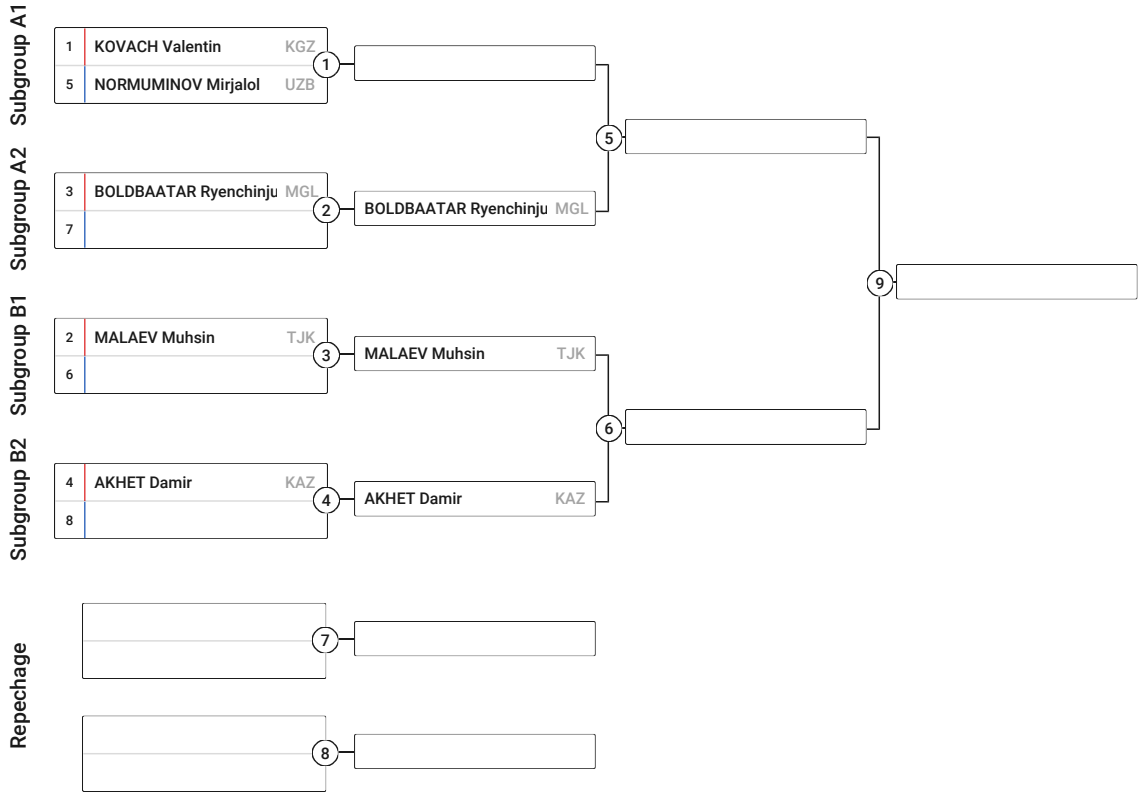 Subgroup A1
1 KOVACH Valentin KGZ
5 NORMUMINOV Mirjalol UZB
1
5
Subgroup A2
3 BOLDBAATAR Ryenchinju MGL
7
2
BOLDBAATAR Ryenchinju MGL
9
Subgroup B1
2 MALAEV Muhsin TJK
6
3
MALAEV Muhsin TJK
6
Subgroup B2
4 AKHET Damir KAZ
8
4
AKHET Damir KAZ
Repechage
7
8